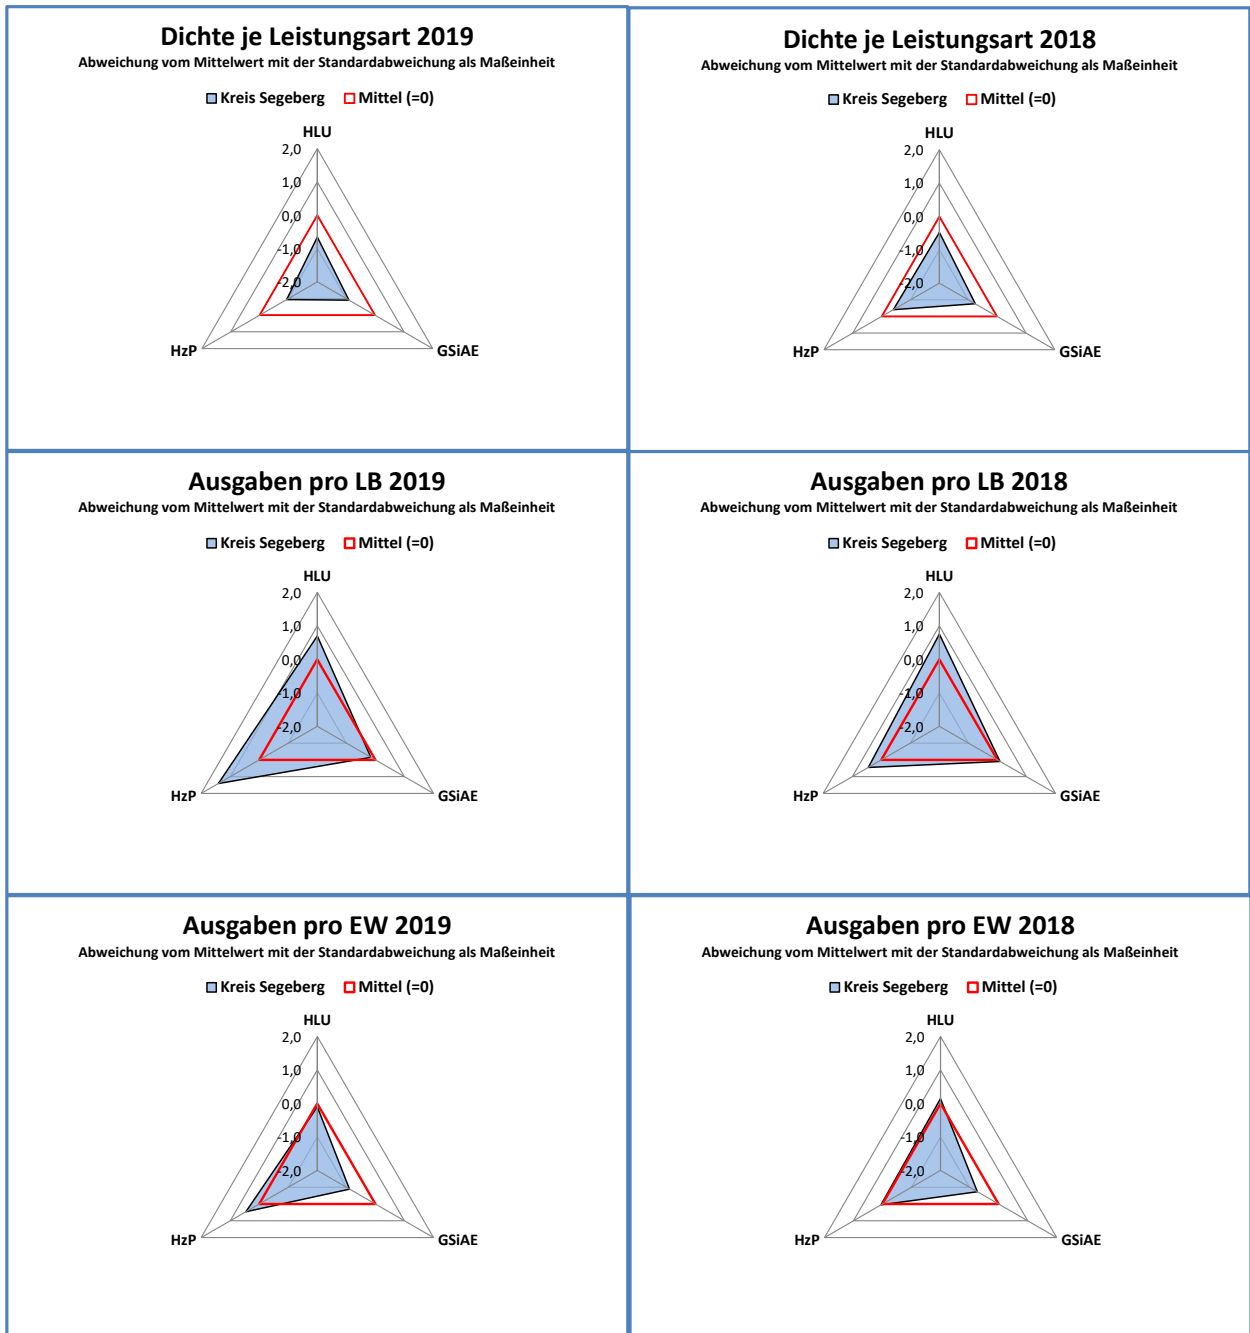 Dichte je Leistungsart 2019
Abweichung vom Mittelwert mit der Standardabweichung als Maßeinheit
Kreis Segeberg Mittel (=0)
HLU
2,0
1,0
0,0
-1,0
-2,0
HzP
GSiAE
Dichte je Leistungsart 2018
Abweichung vom Mittelwert mit der Standardabweichung als Maßeinheit
Kreis Segeberg Mittel (=0)
HLU
2,0
1,0
0,0
-1,0
-2,0
HzP
GSiAE
Ausgaben pro LB 2019
Abweichung vom Mittelwert mit der Standardabweichung als Maßeinheit
Kreis Segeberg Mittel (=0)
HLU
2,0
1,0
0,0
-1,0
-2,0
HzP
GSiAE
Ausgaben pro LB 2018
Abweichung vom Mittelwert mit der Standardabweichung als Maßeinheit
Kreis Segeberg Mittel (=0)
HLU
2,0
1,0
0,0
-1,0
-2,0
HzP
GSiAE
Ausgaben pro EW 2019
Abweichung vom Mittelwert mit der Standardabweichung als Maßeinheit
Kreis Segeberg Mittel (=0)
HLU
2,0
1,0
0,0
-1,0
-2,0
HzP
GSiAE
Ausgaben pro EW 2018
Abweichung vom Mittelwert mit der Standardabweichung als Maßeinheit
Kreis Segeberg Mittel (=0)
HLU
2,0
1,0
0,0
-1,0
-2,0
HzP
GSiAE